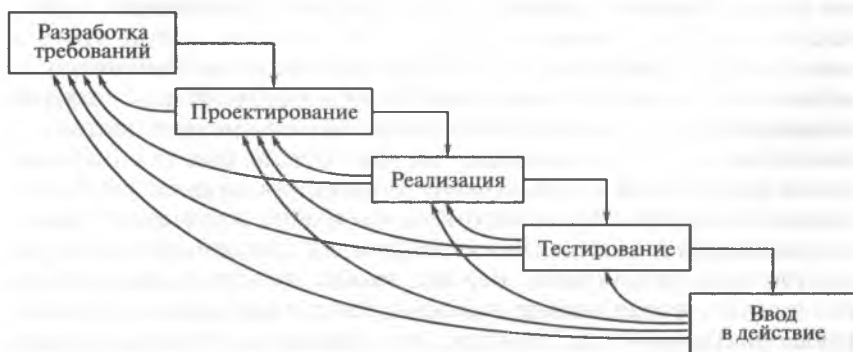 Разработка
требований
Проектирование
Реализация
Тестирование
Ввод
в действие